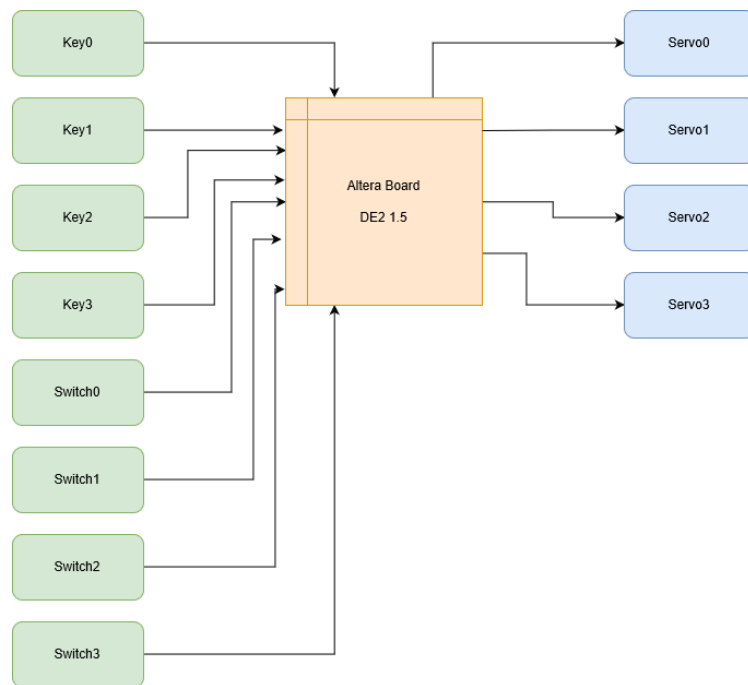 Key0
Key1
Key2
Key3
Switch0
Switch1
Switch2
Switch3
Altera Board
DE2 1.5
Servo0
Servo1
Servo2
Servo3